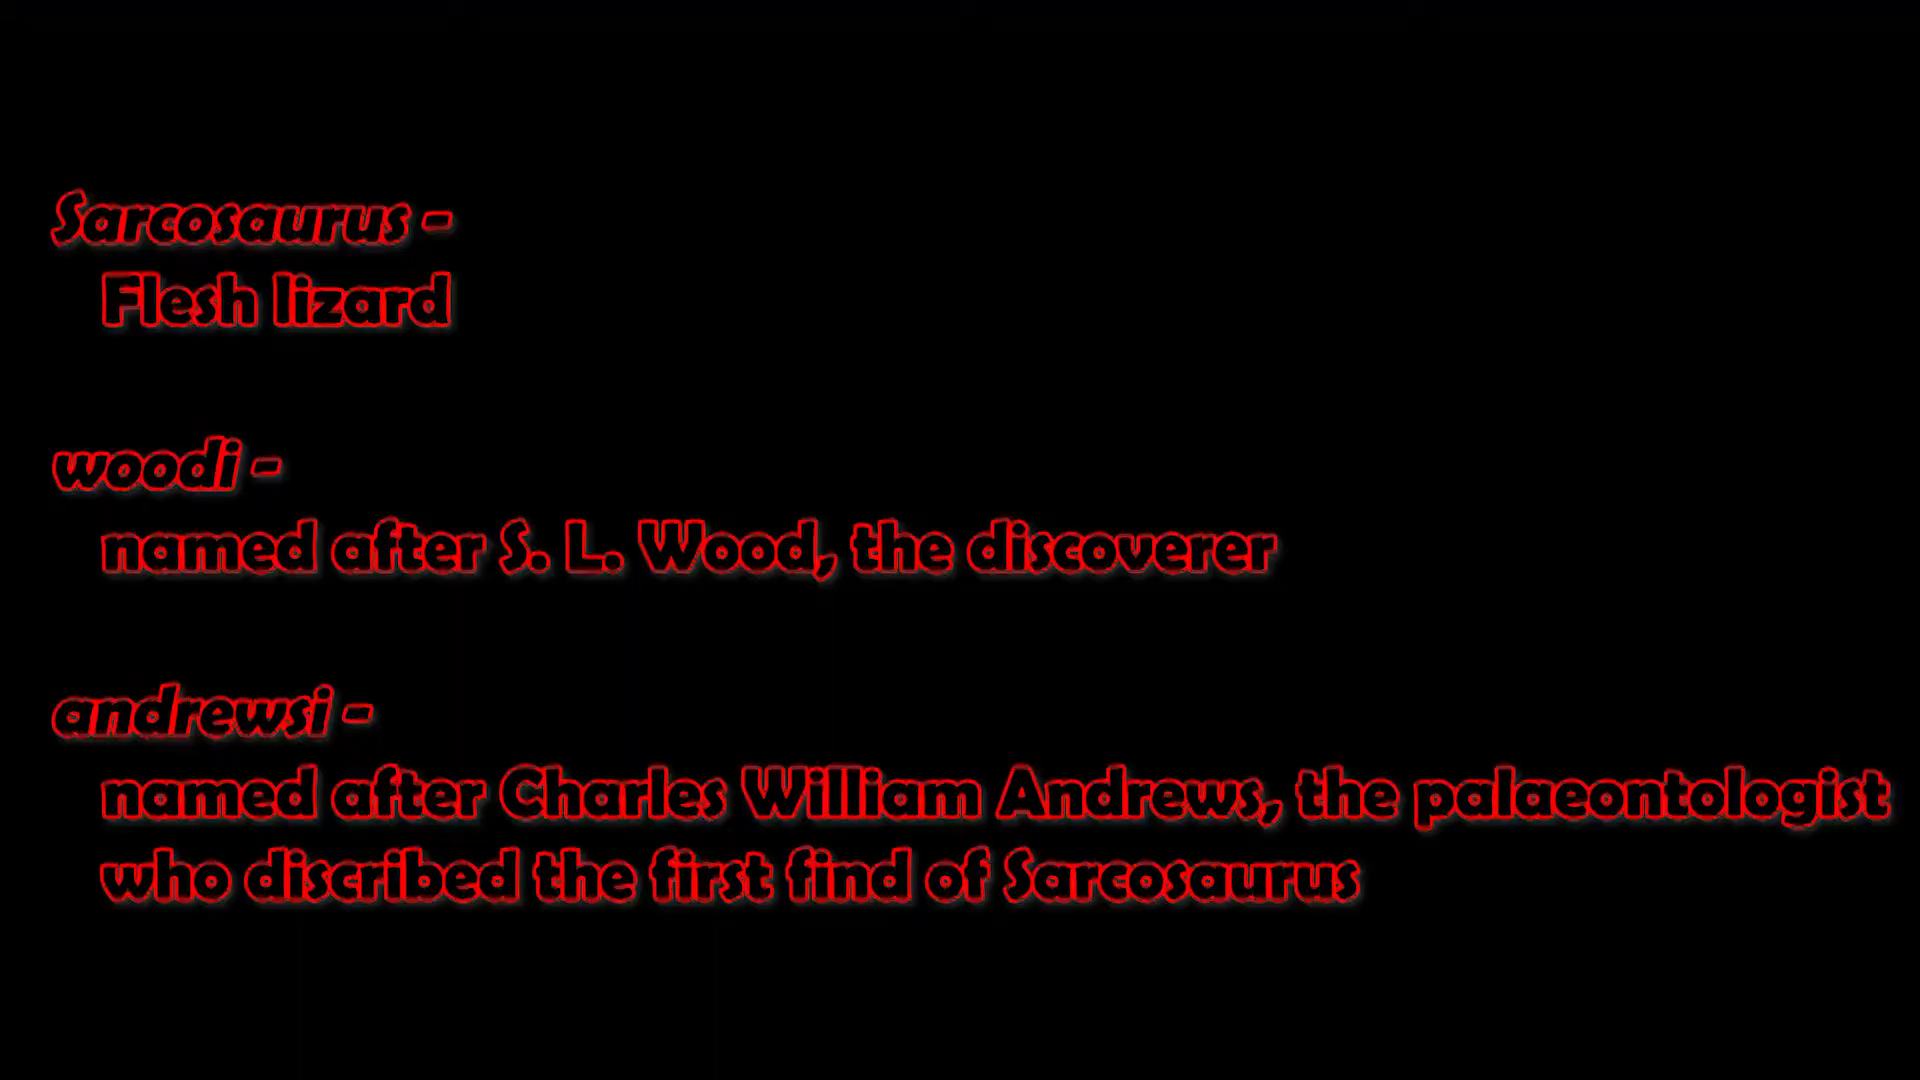 Sarcosaurus -
Flesh lizard
woodi -
named after S. L. Wood, the discoverer
andrewsi -
named after Charles William Andrews, the palaeontologist
who discribed the first find of Sarcosaurus